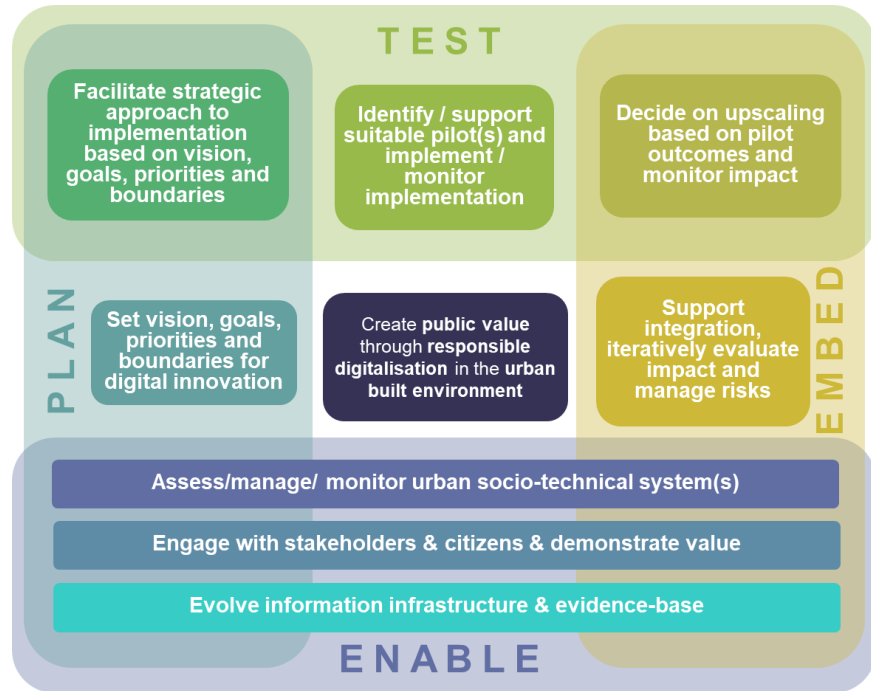 TEST
Facilitate strategic
approach to
implementation
based on vision,
goals, priorities and
boundaries
Identify / support
suitable pilot(s) and
implement /
monitor
implementation
Decide on upscaling
based on pilot
outcomes and
monitor impact
PLAN
Set vision, goals,
priorities and
boundaries for
digital innovation
Create public value
through responsible
digitalisation in the urban
built environment
Support
integration,
iteratively evaluate
impact and
manage risks
EMBED
Assess/manage/ monitor urban socio-technical system(s)
Engage with stakeholders & citizens & demonstrate value
Evolve information infrastructure & evidence-base
ENABLE